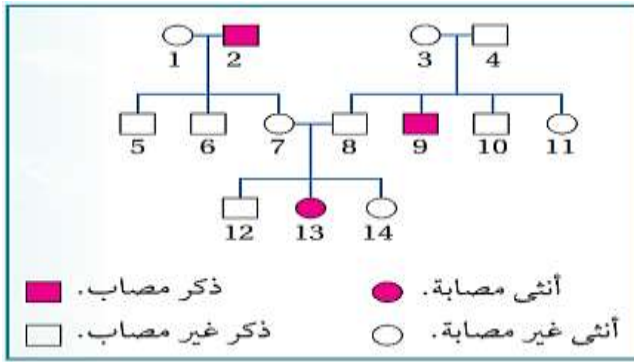 1 2 3 4
5 6 7 8 9 10 11
12 13 14
أنثى مصابة. ذكر مصاب.
أنثى غير مصابة. ذكر غير مصاب.